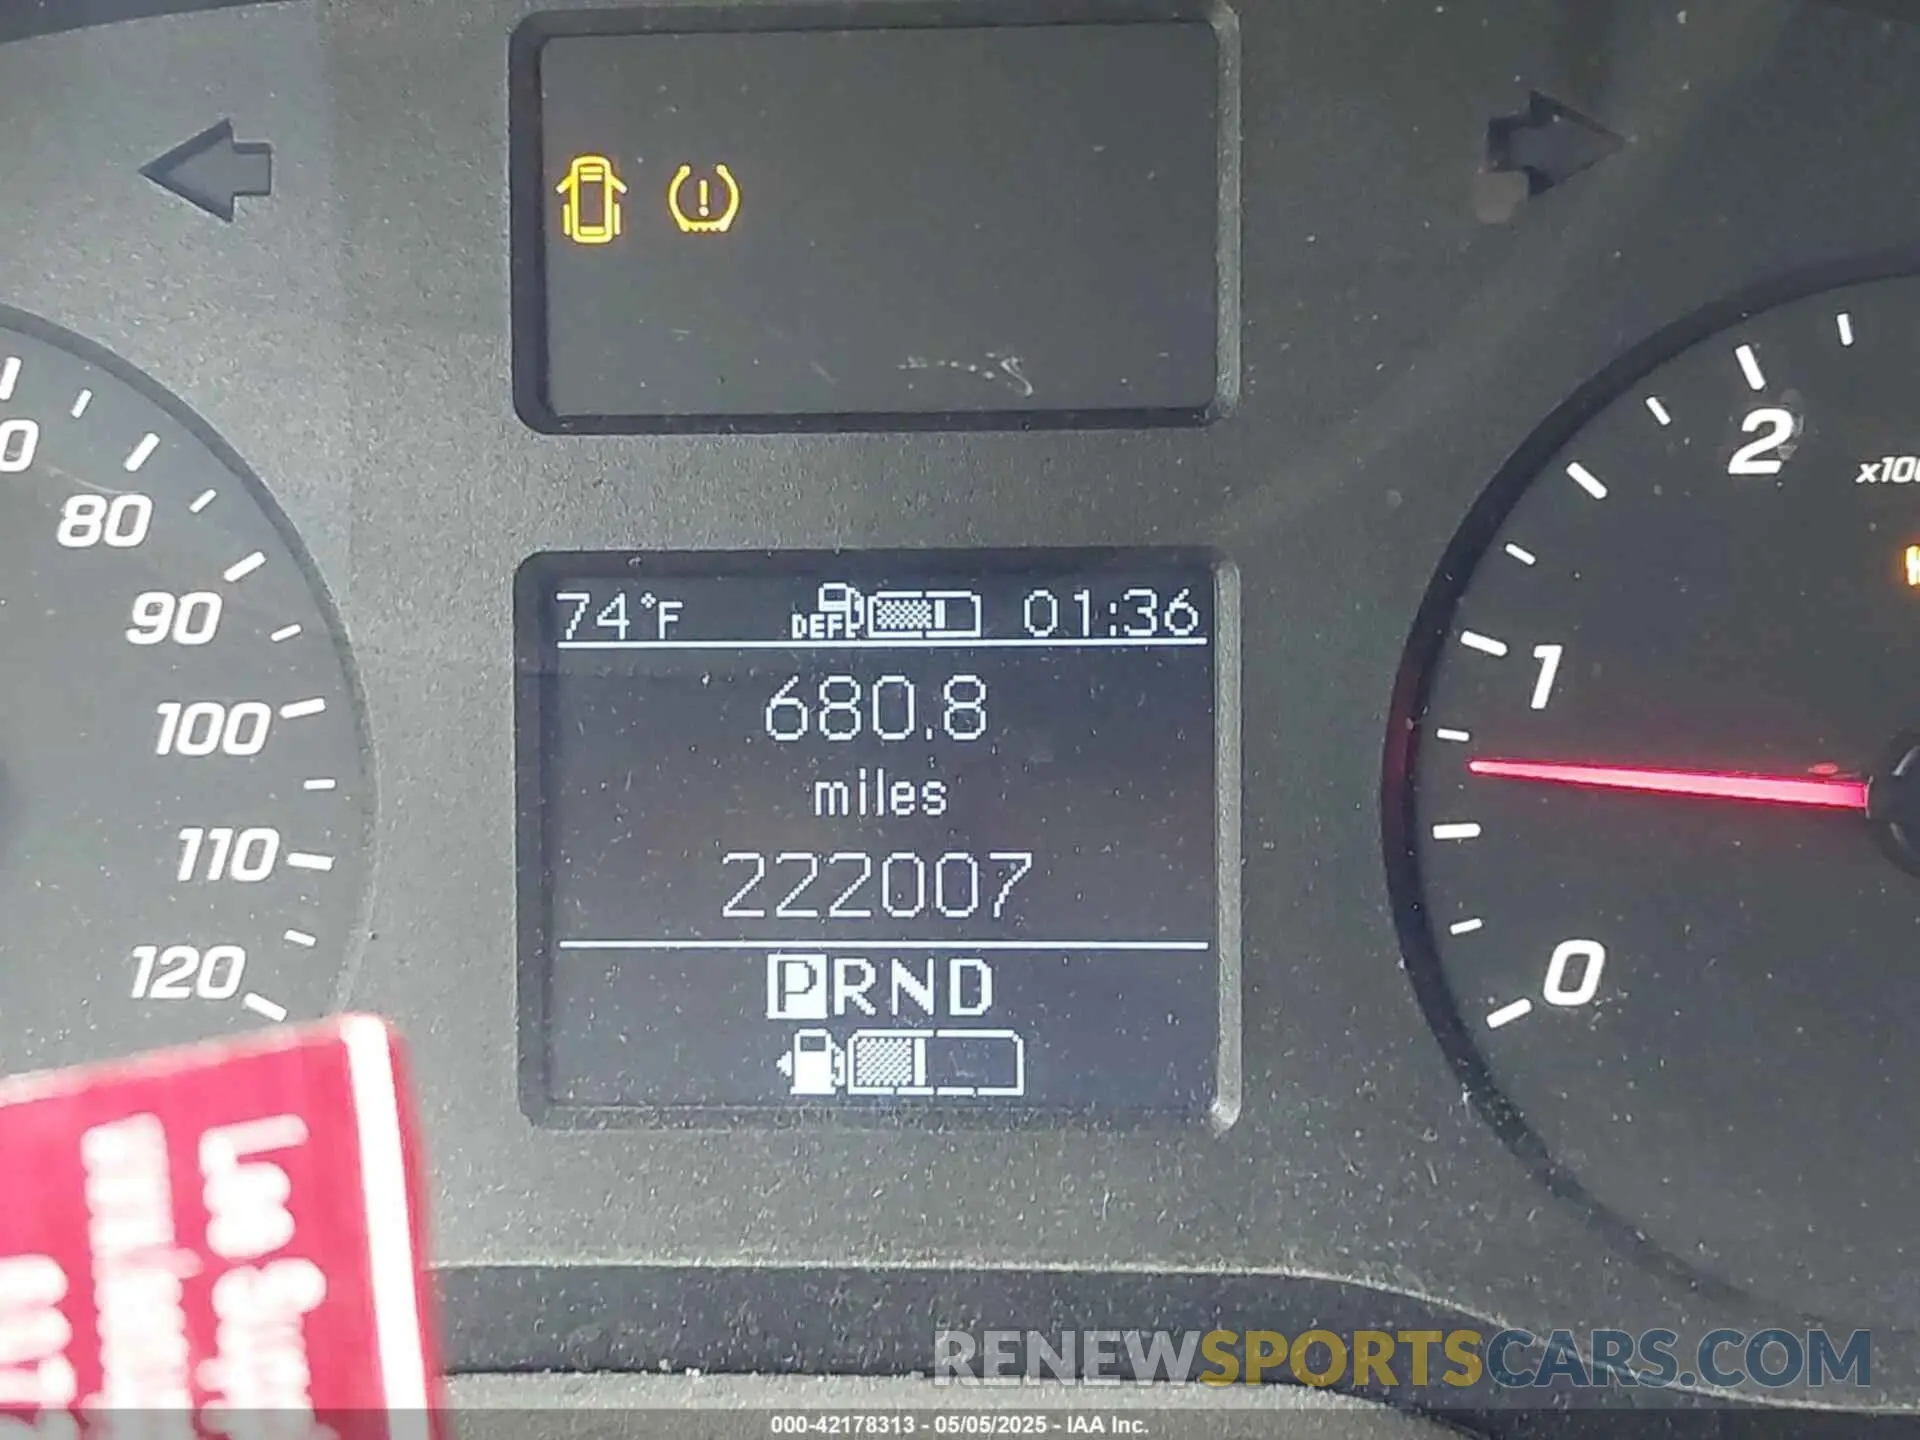 74°F DEF 01:36
680.8
miles
222007
PRND
80
90
100
110
120
2
1
0
RENEWSPORTSCARS.COM
000-42178313 - 05/05/2025 - IAA Inc.